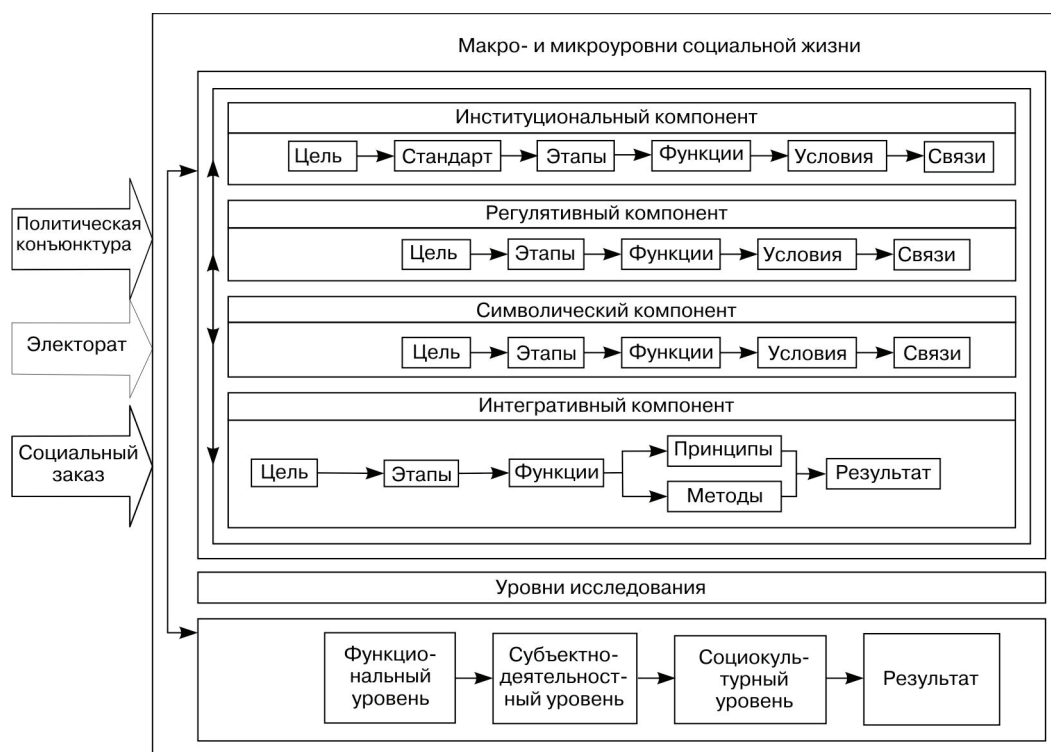 Макро- и микроуровни социальной жизни
Институциональный компонент
Цель Стандарт Этапы Функции Условия Связи
Политическая
конъюнктура
Регулятивный компонент
Цель Этапы Функции Условия Связи
Электорат
Символический компонент
Цель Этапы Функции Условия Связи
Социальный
заказ
Интегративный компонент
Цель Этапы Функции
Принципы
Методы
Результат
Уровни исследования
Функцио-
нальный
уровень
Субъектно-
деятельност-
ный уровень
Социокуль-
турный
уровень
Результат